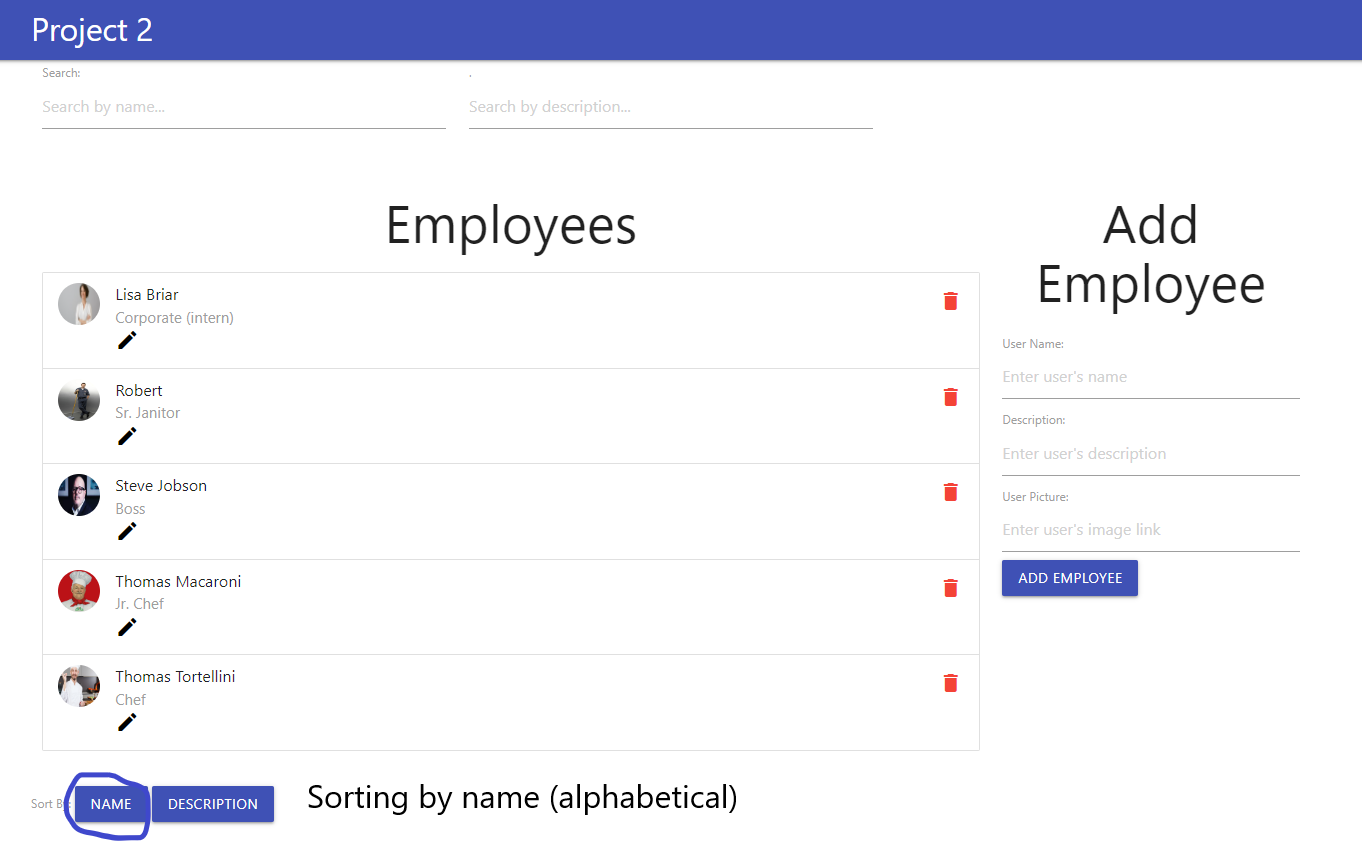 Project 2
Search:
.
Search by name...
Search by description...
Employees
Lisa Briar
Corporate (intern)
Robert
Sr. Janitor
Steve Jobson
Boss
Thomas Macaroni
Jr. Chef
Thomas Tortellini
Chef
Add
Employee
User Name:
Enter user's name
Description:
Enter user's description
User Picture:
Enter user's image link
ADD EMPLOYEE
Sort By:
NAME
DESCRIPTION
Sorting by name (alphabetical)